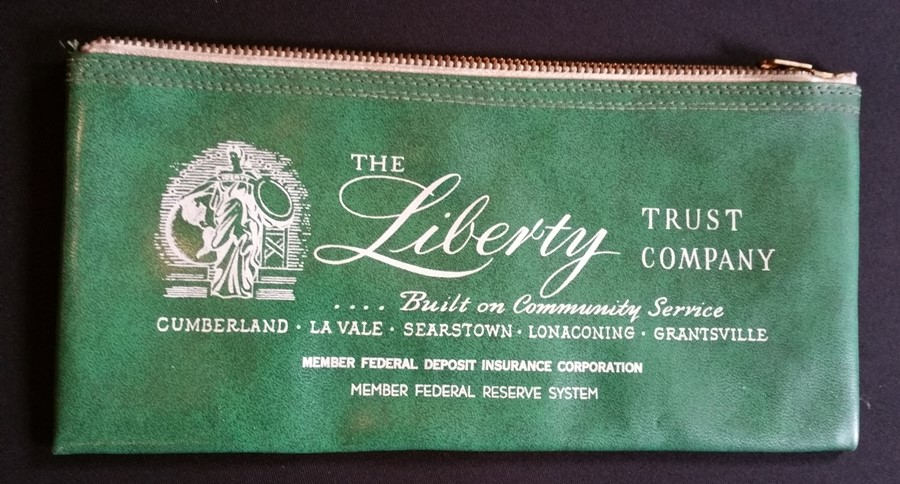 THE
Liberty
TRUST
COMPANY
.... Built on Community Service
CUMBERLAND · LA VALE · SEARSTOWN · LONACONING · GRANTSVILLE
MEMBER FEDERAL DEPOSIT INSURANCE CORPORATION
MEMBER FEDERAL RESERVE SYSTEM